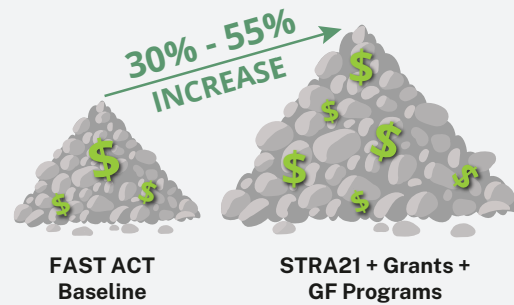 30% - 55%
INCREASE
$
$
$
$
$
$
$
$
$
FAST ACT
Baseline
STRA21 + Grants +
GF Programs